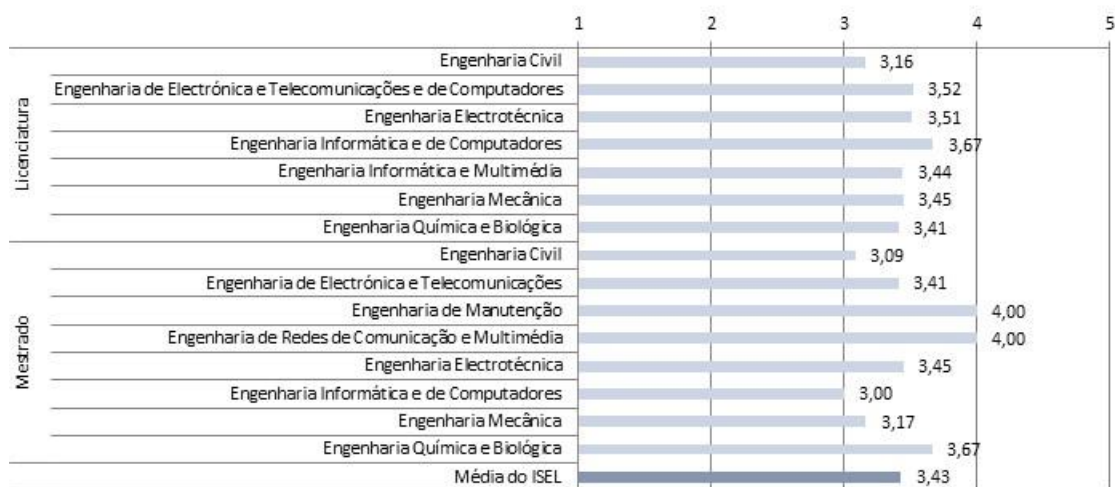 1 2 3 4 5
Licenciatura
Engenharia Civil 3,16
Engenharia de Electrónica e Telecomunicações e de Computadores 3,52
Engenharia Electrotécnica 3,51
Engenharia Informática e de Computadores 3,67
Engenharia Informática e Multimédia 3,44
Engenharia Mecânica 3,45
Engenharia Química e Biológica 3,41
Mestrado
Engenharia Civil 3,09
Engenharia de Electrónica e Telecomunicações 3,41
Engenharia de Manutenção 4,00
Engenharia de Redes de Comunicação e Multimédia 4,00
Engenharia Electrotécnica 3,45
Engenharia Informática e de Computadores 3,00
Engenharia Mecânica 3,17
Engenharia Química e Biológica 3,67
Média do ISEL 3,43